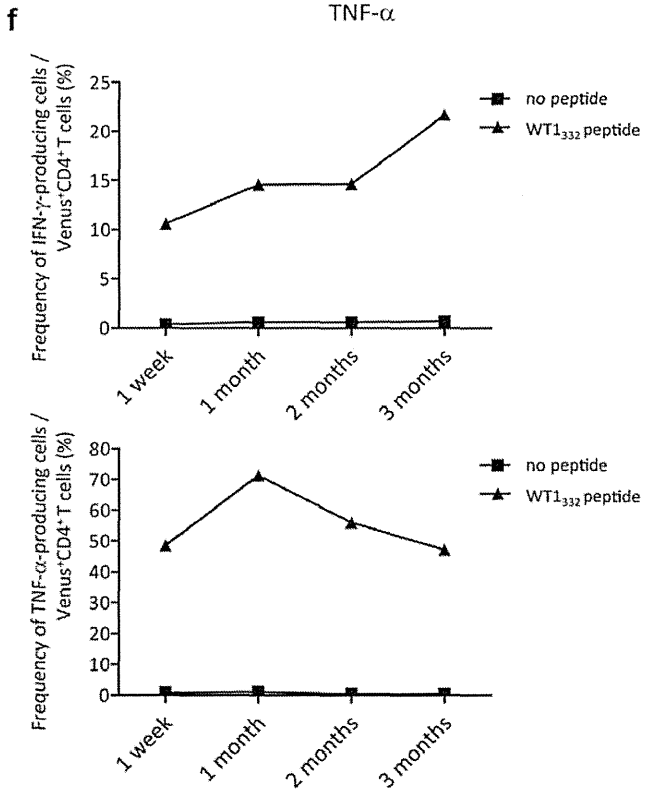 f
TNF-α
Frequency of IFN-γ-producing cells /
Venus⁺CD4⁺ T cells (%)
25
20
15
10
5
0
1 week
1 month
2 months
3 months
no peptide
WT1₃₃₂ peptide
Frequency of TNF-α-producing cells /
Venus⁺CD4⁺ T cells (%)
80
70
60
50
40
30
20
10
0
1 week
1 month
2 months
3 months
no peptide
WT1₃₃₂ peptide